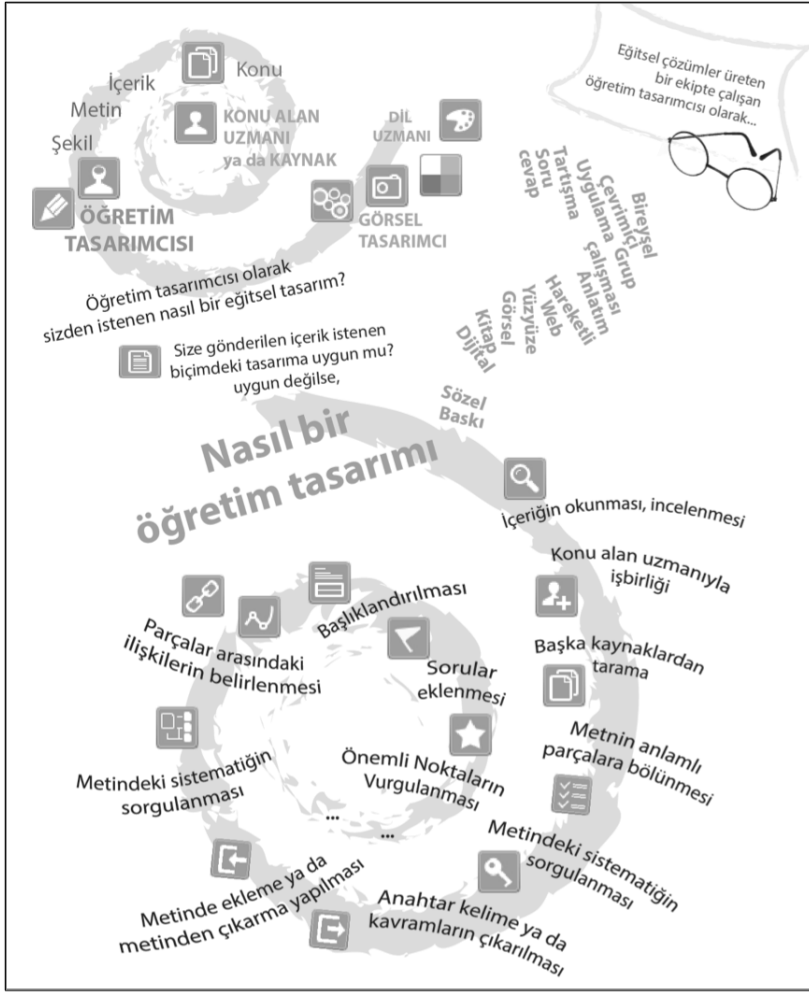 Eğitsel çözümler üreten
bir ekipte çalışan
öğretim tasarımcısı olarak...
Konu
İçerik
Metin
Şekil
KONU ALAN
UZMANI
ya da KAYNAK
DİL
UZMANI
GÖRSEL
TASARIMCI
ÖĞRETİM
TASARIMCISI
Öğretim tasarımcısı olarak
sizden istenen nasıl bir eğitsel tasarım?
Size gönderilen içerik istenen
biçimdeki tasarıma uygun mu?
uygun değilse,
Bireysel
Çevrimiçi Grup
Uygulama çalışması
Tartışma Anlatım
Soru Hareketli
cevap Web
Yüzyüze
Görsel
Kitap
Dijital
Sözel
Baskı
Nasıl bir
öğretim tasarımı
İçeriğin okunması, incelenmesi
Konu alan uzmanıyla
işbirliği
Başka kaynaklardan
tarama
Metnin anlamlı
parçalara bölünmesi
Metindeki sistematiğin
sorgulanması
Anahtar kelime ya da
kavramların çıkarılması
Metinde ekleme ya da
metinden çıkarma yapılması
Metindeki sistematiğin
sorgulanması
Parçalar arasındaki
ilişkilerin belirlenmesi
Başlıklandırılması
Sorular
eklenmesi
Önemli Noktaların
Vurgulanması
...
...